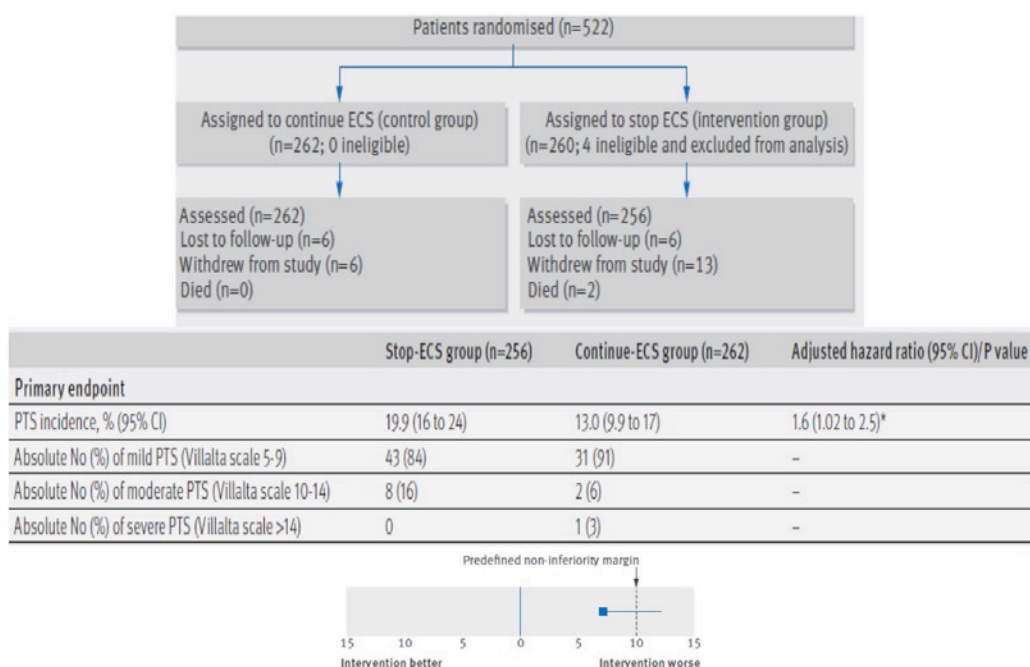 Patients randomised (n=522)
Assigned to continue ECS (control group)
(n=262; 0 ineligible)
Assigned to stop ECS (intervention group)
(n=260; 4 ineligible and excluded from analysis)
Assessed (n=262)
Lost to follow-up (n=6)
Withdrew from study (n=6)
Died (n=0)
Assessed (n=256)
Lost to follow-up (n=6)
Withdrew from study (n=13)
Died (n=2)
Stop-ECS group (n=256) Continue-ECS group (n=262) Adjusted hazard ratio (95% CI)/P value
Primary endpoint
PTS incidence, % (95% CI) 19.9 (16 to 24) 13.0 (9.9 to 17) 1.6 (1.02 to 2.5)*
Absolute No (%) of mild PTS (Villalta scale 5-9) 43 (84) 31 (91) –
Absolute No (%) of moderate PTS (Villalta scale 10-14) 8 (16) 2 (6) –
Absolute No (%) of severe PTS (Villalta scale >14) 0 1 (3) –
Predefined non-inferiority margin
15 10 5 0 5 10 15
Intervention better Intervention worse